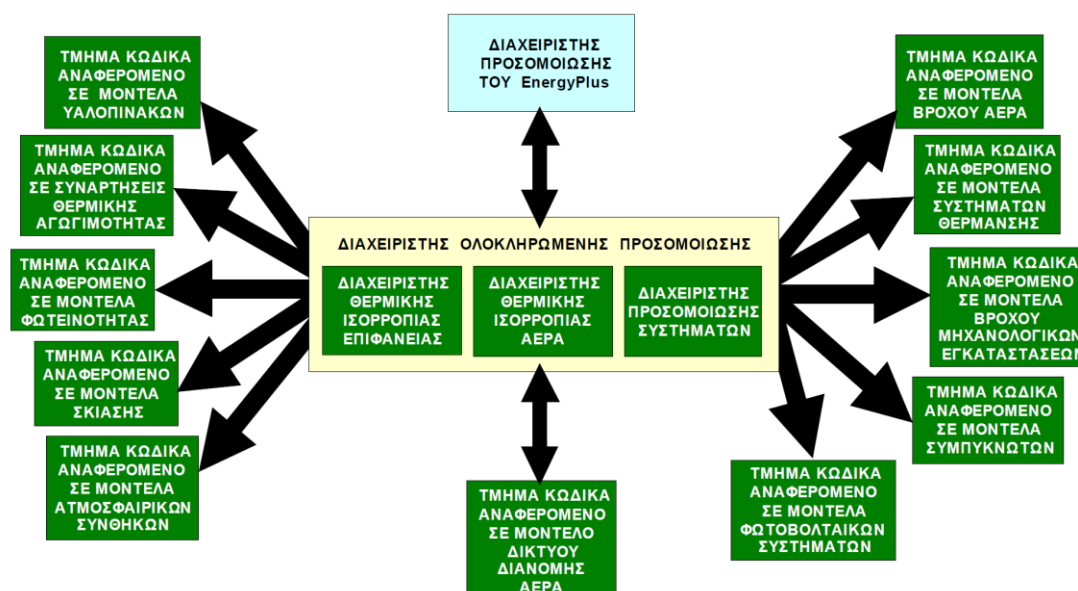 ΔΙΑΧΕΙΡΙΣΤΗΣ
ΠΡΟΣΟΜΟΙΩΣΗΣ
ΤΟΥ EnergyPlus
ΤΜΗΜΑ ΚΩΔΙΚΑ
ΑΝΑΦΕΡΟΜΕΝΟ
ΣΕ ΜΟΝΤΕΛΑ
ΥΑΛΟΠΙΝΑΚΩΝ
ΤΜΗΜΑ ΚΩΔΙΚΑ
ΑΝΑΦΕΡΟΜΕΝΟ
ΣΕ ΣΥΝΑΡΤΗΣΕΙΣ
ΘΕΡΜΙΚΗΣ
ΑΓΩΓΙΜΟΤΗΤΑΣ
ΤΜΗΜΑ ΚΩΔΙΚΑ
ΑΝΑΦΕΡΟΜΕΝΟ
ΣΕ ΜΟΝΤΕΛΑ
ΦΩΤΕΙΝΟΤΗΤΑΣ
ΤΜΗΜΑ ΚΩΔΙΚΑ
ΑΝΑΦΕΡΟΜΕΝΟ
ΣΕ ΜΟΝΤΕΛΑ
ΣΚΙΑΣΗΣ
ΤΜΗΜΑ ΚΩΔΙΚΑ
ΑΝΑΦΕΡΟΜΕΝΟ
ΣΕ ΜΟΝΤΕΛΑ
ΑΤΜΟΣΦΑΙΡΙΚΩΝ
ΣΥΝΘΗΚΩΝ
ΔΙΑΧΕΙΡΙΣΤΗΣ ΟΛΟΚΛΗΡΩΜΕΝΗΣ ΠΡΟΣΟΜΟΙΩΣΗΣ
ΔΙΑΧΕΙΡΙΣΤΗΣ
ΘΕΡΜΙΚΗΣ
ΙΣΟΡΡΟΠΙΑΣ
ΕΠΙΦΑΝΕΙΑΣ
ΔΙΑΧΕΙΡΙΣΤΗΣ
ΘΕΡΜΙΚΗΣ
ΙΣΟΡΡΟΠΙΑΣ
ΑΕΡΑ
ΔΙΑΧΕΙΡΙΣΤΗΣ
ΠΡΟΣΟΜΟΙΩΣΗΣ
ΣΥΣΤΗΜΑΤΩΝ
ΤΜΗΜΑ ΚΩΔΙΚΑ
ΑΝΑΦΕΡΟΜΕΝΟ
ΣΕ ΜΟΝΤΕΛΟ
ΔΙΚΤΥΟΥ
ΔΙΑΝΟΜΗΣ
ΑΕΡΑ
ΤΜΗΜΑ ΚΩΔΙΚΑ
ΑΝΑΦΕΡΟΜΕΝΟ
ΣΕ ΜΟΝΤΕΛΑ
ΒΡΟΧΟΥ ΑΕΡΑ
ΤΜΗΜΑ ΚΩΔΙΚΑ
ΑΝΑΦΕΡΟΜΕΝΟ
ΣΕ ΜΟΝΤΕΛΑ
ΣΥΣΤΗΜΑΤΩΝ
ΘΕΡΜΑΝΣΗΣ
ΤΜΗΜΑ ΚΩΔΙΚΑ
ΑΝΑΦΕΡΟΜΕΝΟ
ΣΕ ΜΟΝΤΕΛΑ
ΒΡΟΧΟΥ
ΜΗΧΑΝΟΛΟΓΙΚΩΝ
ΕΓΚΑΤΑΣΤΑΣΕΩΝ
ΤΜΗΜΑ ΚΩΔΙΚΑ
ΑΝΑΦΕΡΟΜΕΝΟ
ΣΕ ΜΟΝΤΕΛΑ
ΣΥΜΠΥΚΝΩΤΩΝ
ΤΜΗΜΑ ΚΩΔΙΚΑ
ΑΝΑΦΕΡΟΜΕΝΟ
ΣΕ ΜΟΝΤΕΛΑ
ΦΩΤΟΒΟΛΤΑΙΚΩΝ
ΣΥΣΤΗΜΑΤΩΝ